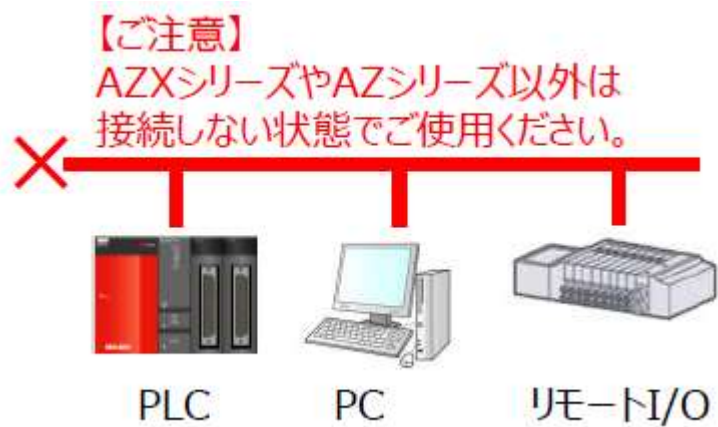 【ご注意】
AZXシリーズやAZシリーズ以外は
接続しない状態でご使用ください。
PLC
PC
リモートI/O